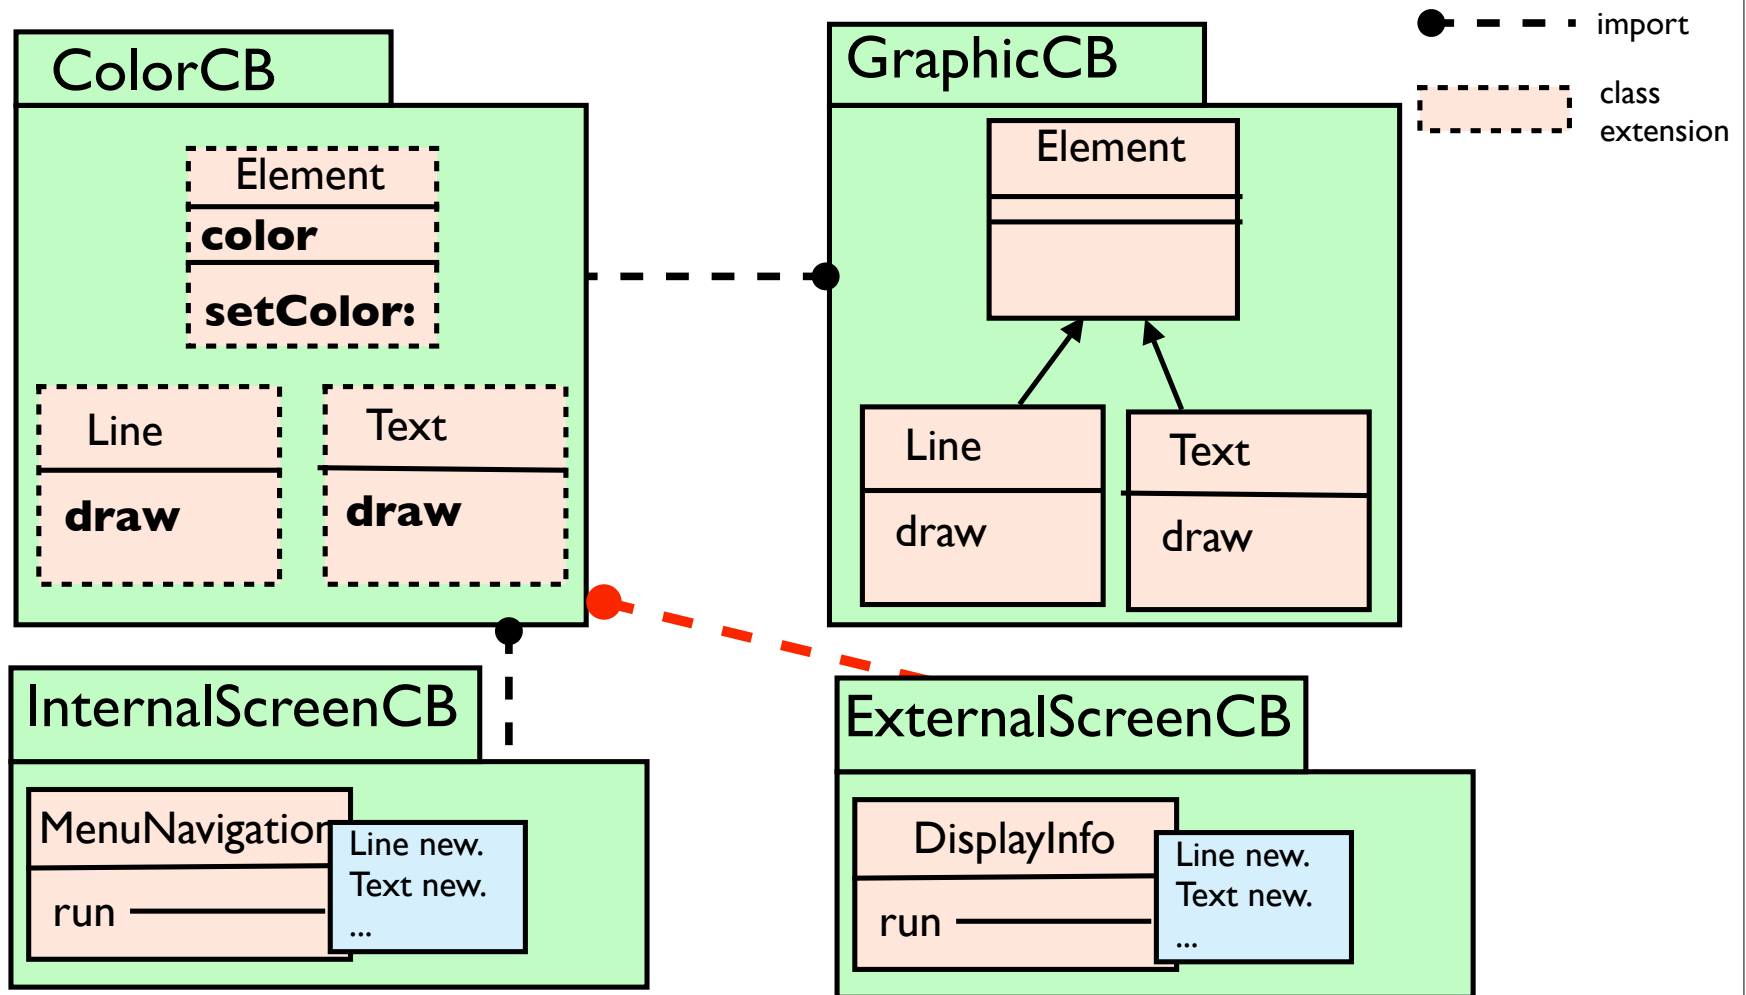 ColorCB
Element
color
setColor:
Line
draw
Text
draw
GraphicCB
Element
Line
draw
Text
draw
import
class
extension
InternalScreenCB
MenuNavigation
run
Line new.
Text new.
...
ExternalScreenCB
DisplayInfo
run
Line new.
Text new.
...